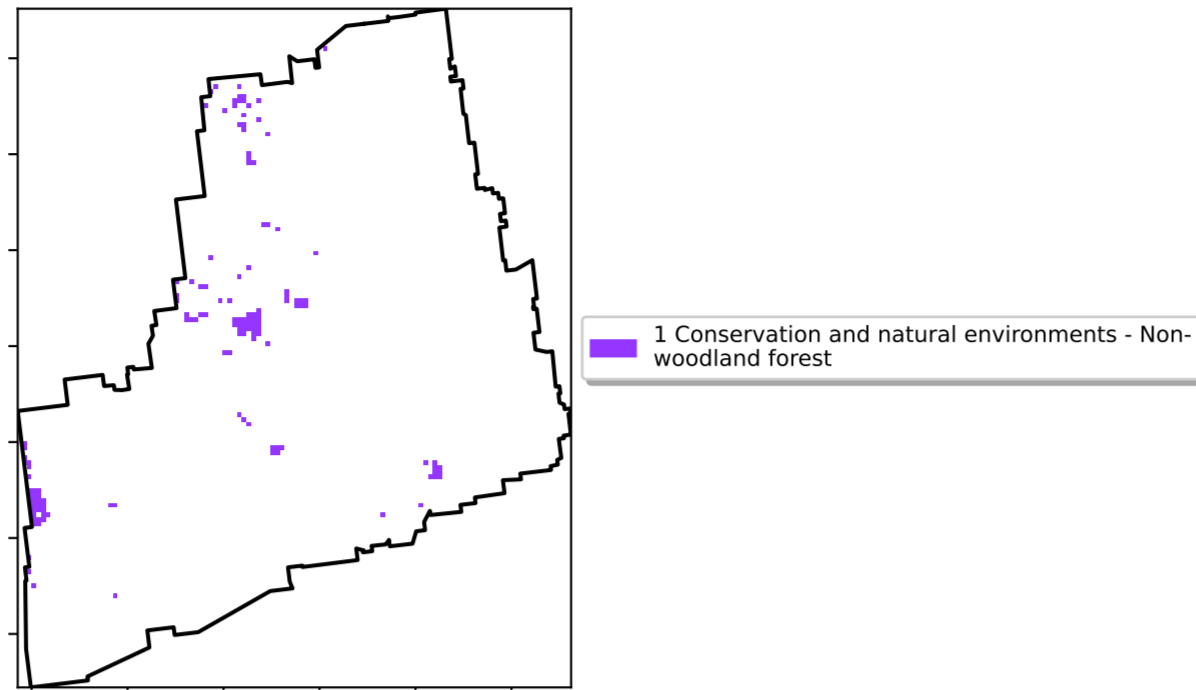 1 Conservation and natural environments - Non-
woodland forest